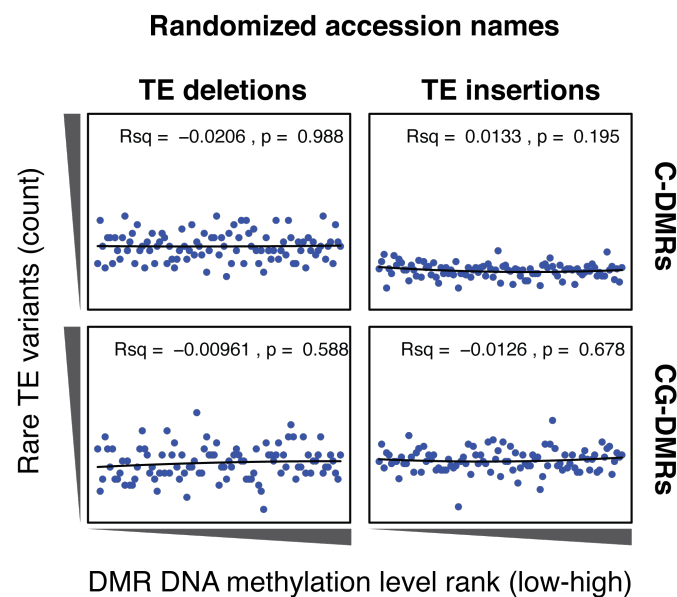 Randomized accession names
TE deletions
TE insertions
Rsq = −0.0206 , p = 0.988
Rsq = 0.0133 , p = 0.195
C-DMRs
Rare TE variants (count)
Rsq = −0.00961 , p = 0.588
Rsq = −0.0126 , p = 0.678
CG-DMRs
DMR DNA methylation level rank (low-high)